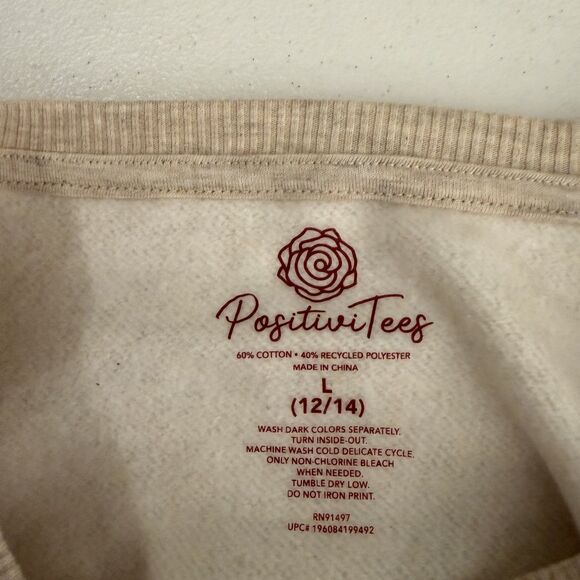 PositiviTees
60% COTTON • 40% RECYCLED POLYESTER
MADE IN CHINA
L
(12/14)
WASH DARK COLORS SEPARATELY.
TURN INSIDE-OUT.
MACHINE WASH COLD DELICATE CYCLE.
ONLY NON-CHLORINE BLEACH
WHEN NEEDED.
TUMBLE DRY LOW.
DO NOT IRON PRINT.
RN91497
UPC# 196084199492